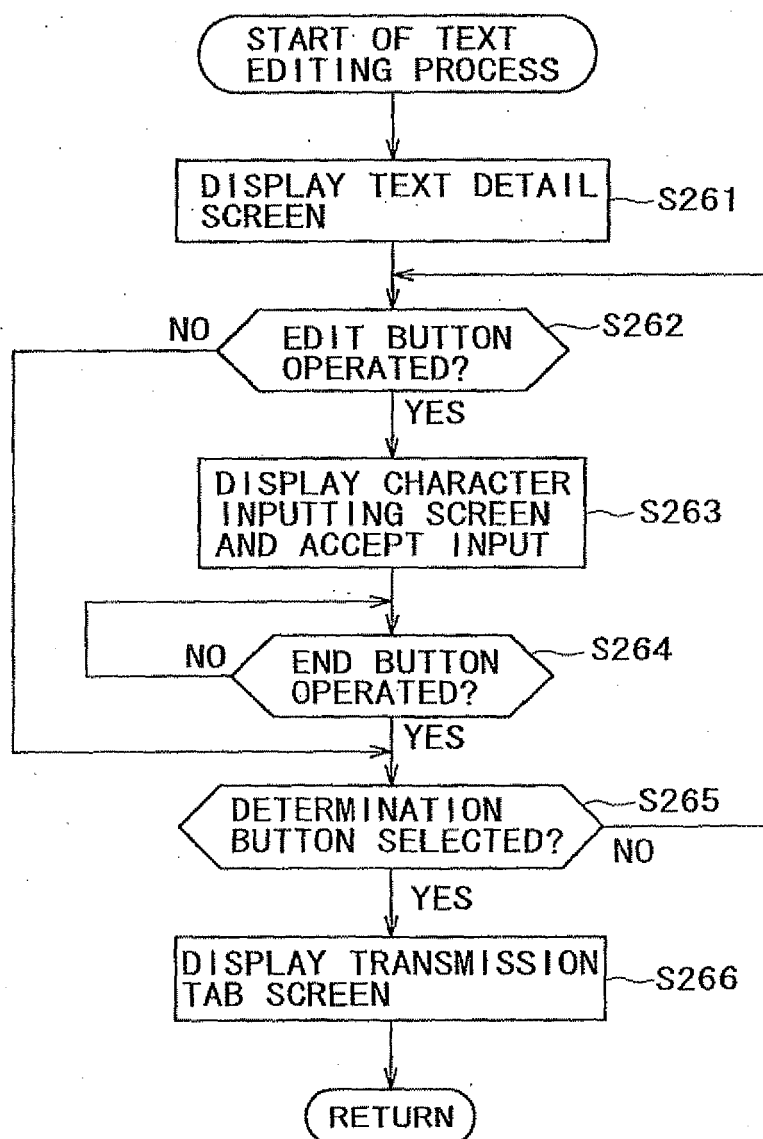 START OF TEXT
EDITING PROCESS
DISPLAY TEXT DETAIL
SCREEN
S261
NO
EDIT BUTTON
OPERATED?
S262
YES
DISPLAY CHARACTER
INPUTTING SCREEN
AND ACCEPT INPUT
S263
NO
END BUTTON
OPERATED?
S264
YES
DETERMINATION
BUTTON SELECTED?
S265
NO
YES
DISPLAY TRANSMISSION
TAB SCREEN
S266
RETURN